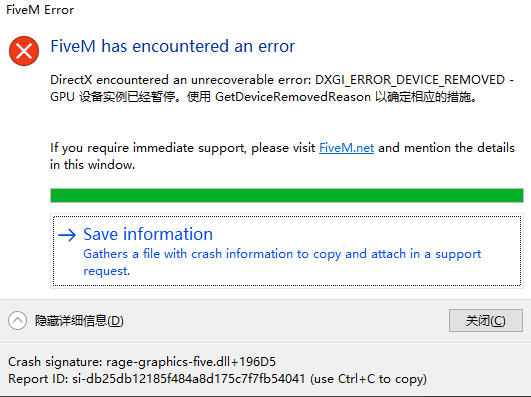 FiveM Error
FiveM has encountered an error
DirectX encountered an unrecoverable error: DXGI_ERROR_DEVICE_REMOVED -
GPU 设备实例已经暂停。使用 GetDeviceRemovedReason 以确定相应的措施。
If you require immediate support, please visit FiveM.net and mention the details
in this window.
Save information
Gathers a file with crash information to copy and attach in a support
request.
隐藏详细信息(D)
关闭(C)
Crash signature: rage-graphics-five.dll+196D5
Report ID: si-db25db12185f484a8d175c7f7fb54041 (use Ctrl+C to copy)